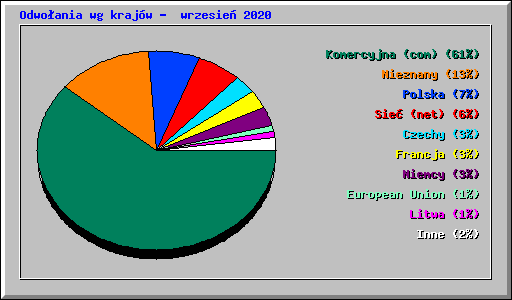 Odwołania wg krajów - wrzesień 2020
Komercyjna (com) (61%)
Nieznany (13%)
Polska (7%)
Sieć (net) (6%)
Czechy (3%)
Francja (3%)
Niemcy (3%)
European Union (1%)
Litwa (1%)
Inne (2%)